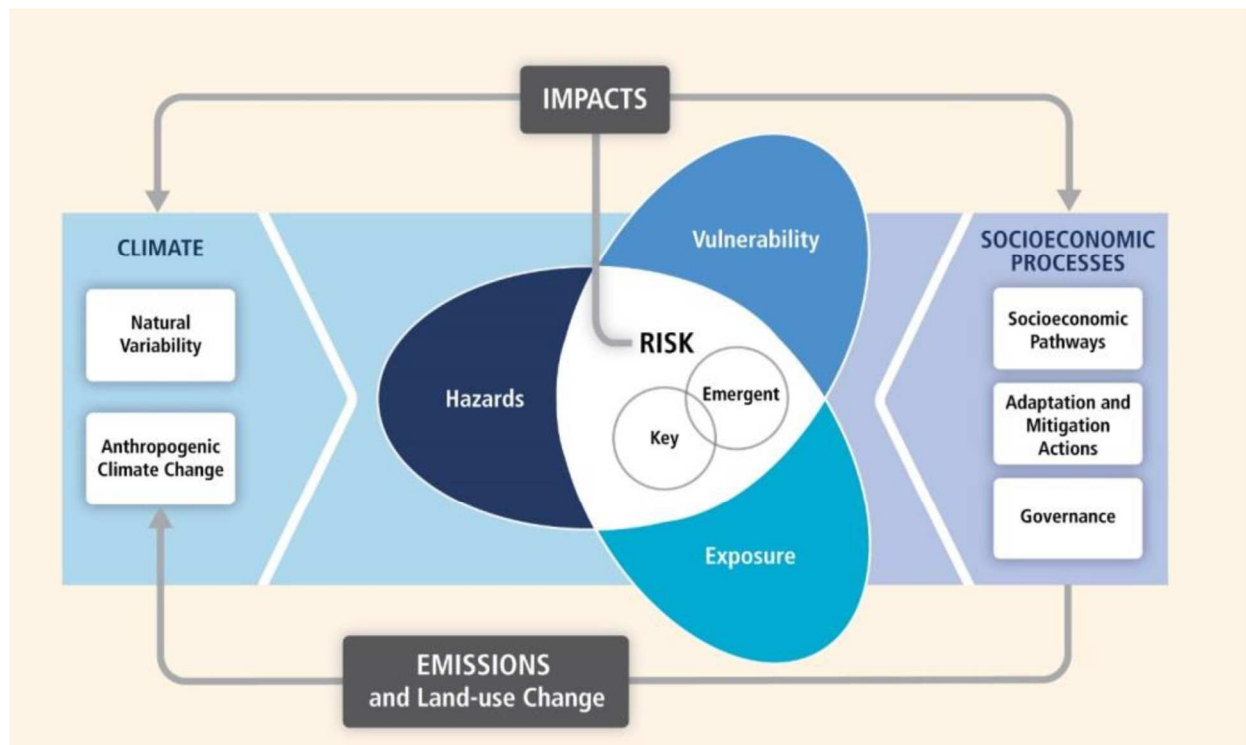 IMPACTS
CLIMATE
Natural
Variability
Anthropogenic
Climate Change
Vulnerability
Hazards
RISK
Emergent
Key
Exposure
SOCIOECONOMIC
PROCESSES
Socioeconomic
Pathways
Adaptation and
Mitigation
Actions
Governance
EMISSIONS
and Land-use Change